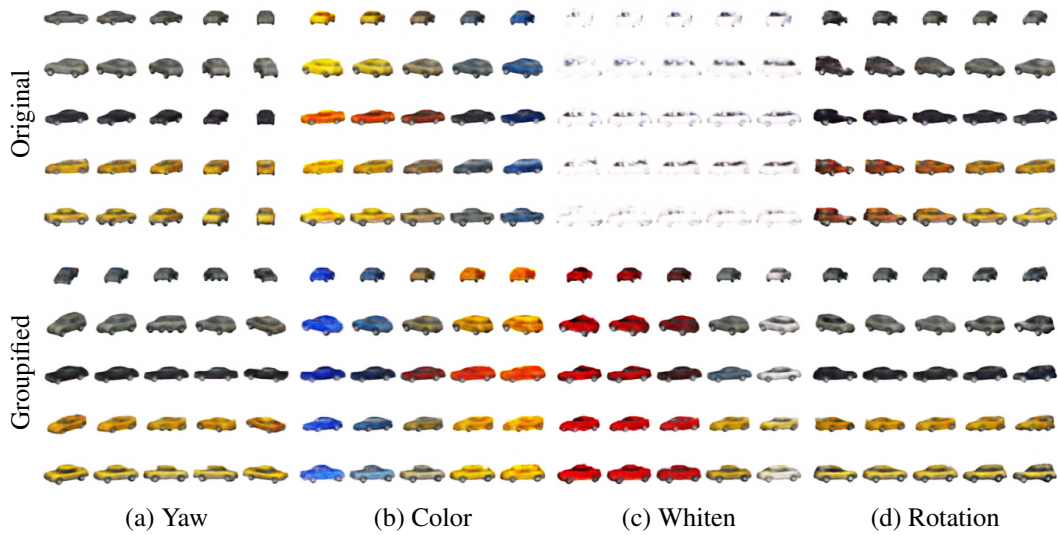 Original
Groupified
(a) Yaw
(b) Color
(c) Whiten
(d) Rotation